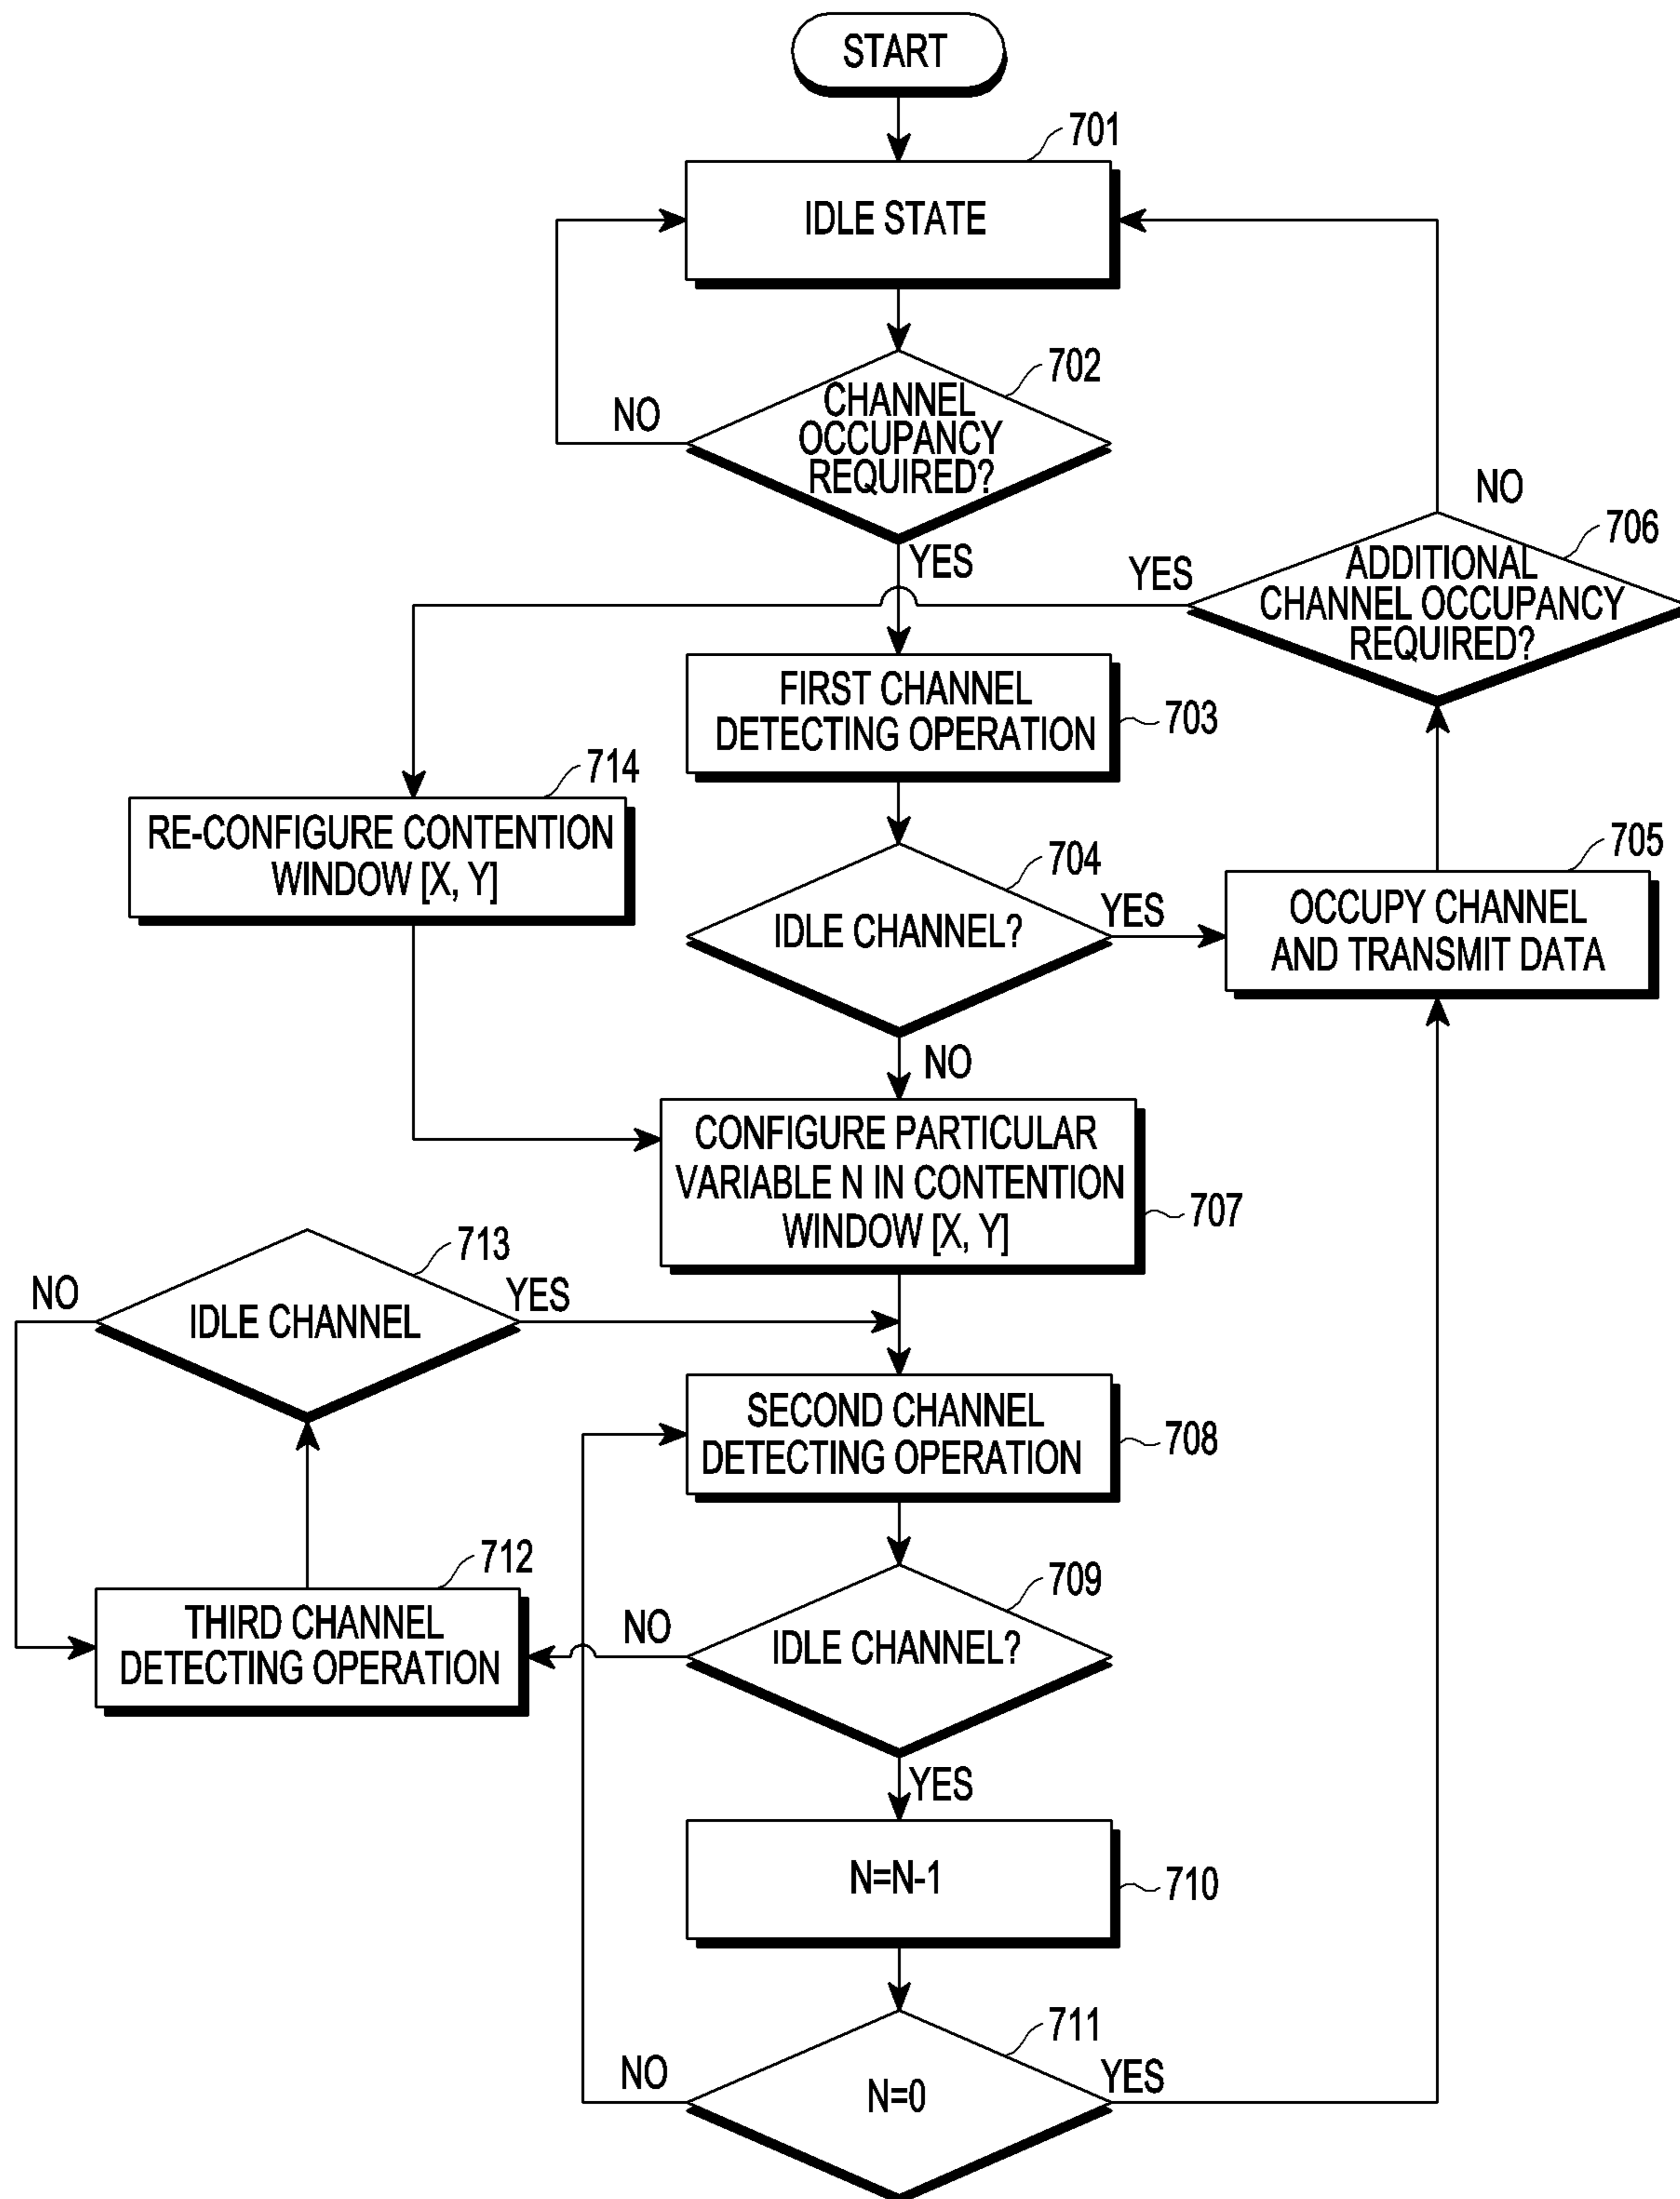 START
701
IDLE STATE
702
CHANNEL
OCCUPANCY
REQUIRED?
NO
YES
NO
706
ADDITIONAL
CHANNEL OCCUPANCY
REQUIRED?
YES
FIRST CHANNEL
DETECTING OPERATION
703
714
RE-CONFIGURE CONTENTION
WINDOW [X, Y]
704
IDLE CHANNEL?
YES
705
OCCUPY CHANNEL
AND TRANSMIT DATA
NO
CONFIGURE PARTICULAR
VARIABLE N IN CONTENTION
WINDOW [X, Y]
707
713
NO
IDLE CHANNEL
YES
SECOND CHANNEL
DETECTING OPERATION
708
712
THIRD CHANNEL
DETECTING OPERATION
709
NO
IDLE CHANNEL?
YES
N=N-1
710
711
NO
N=0
YES